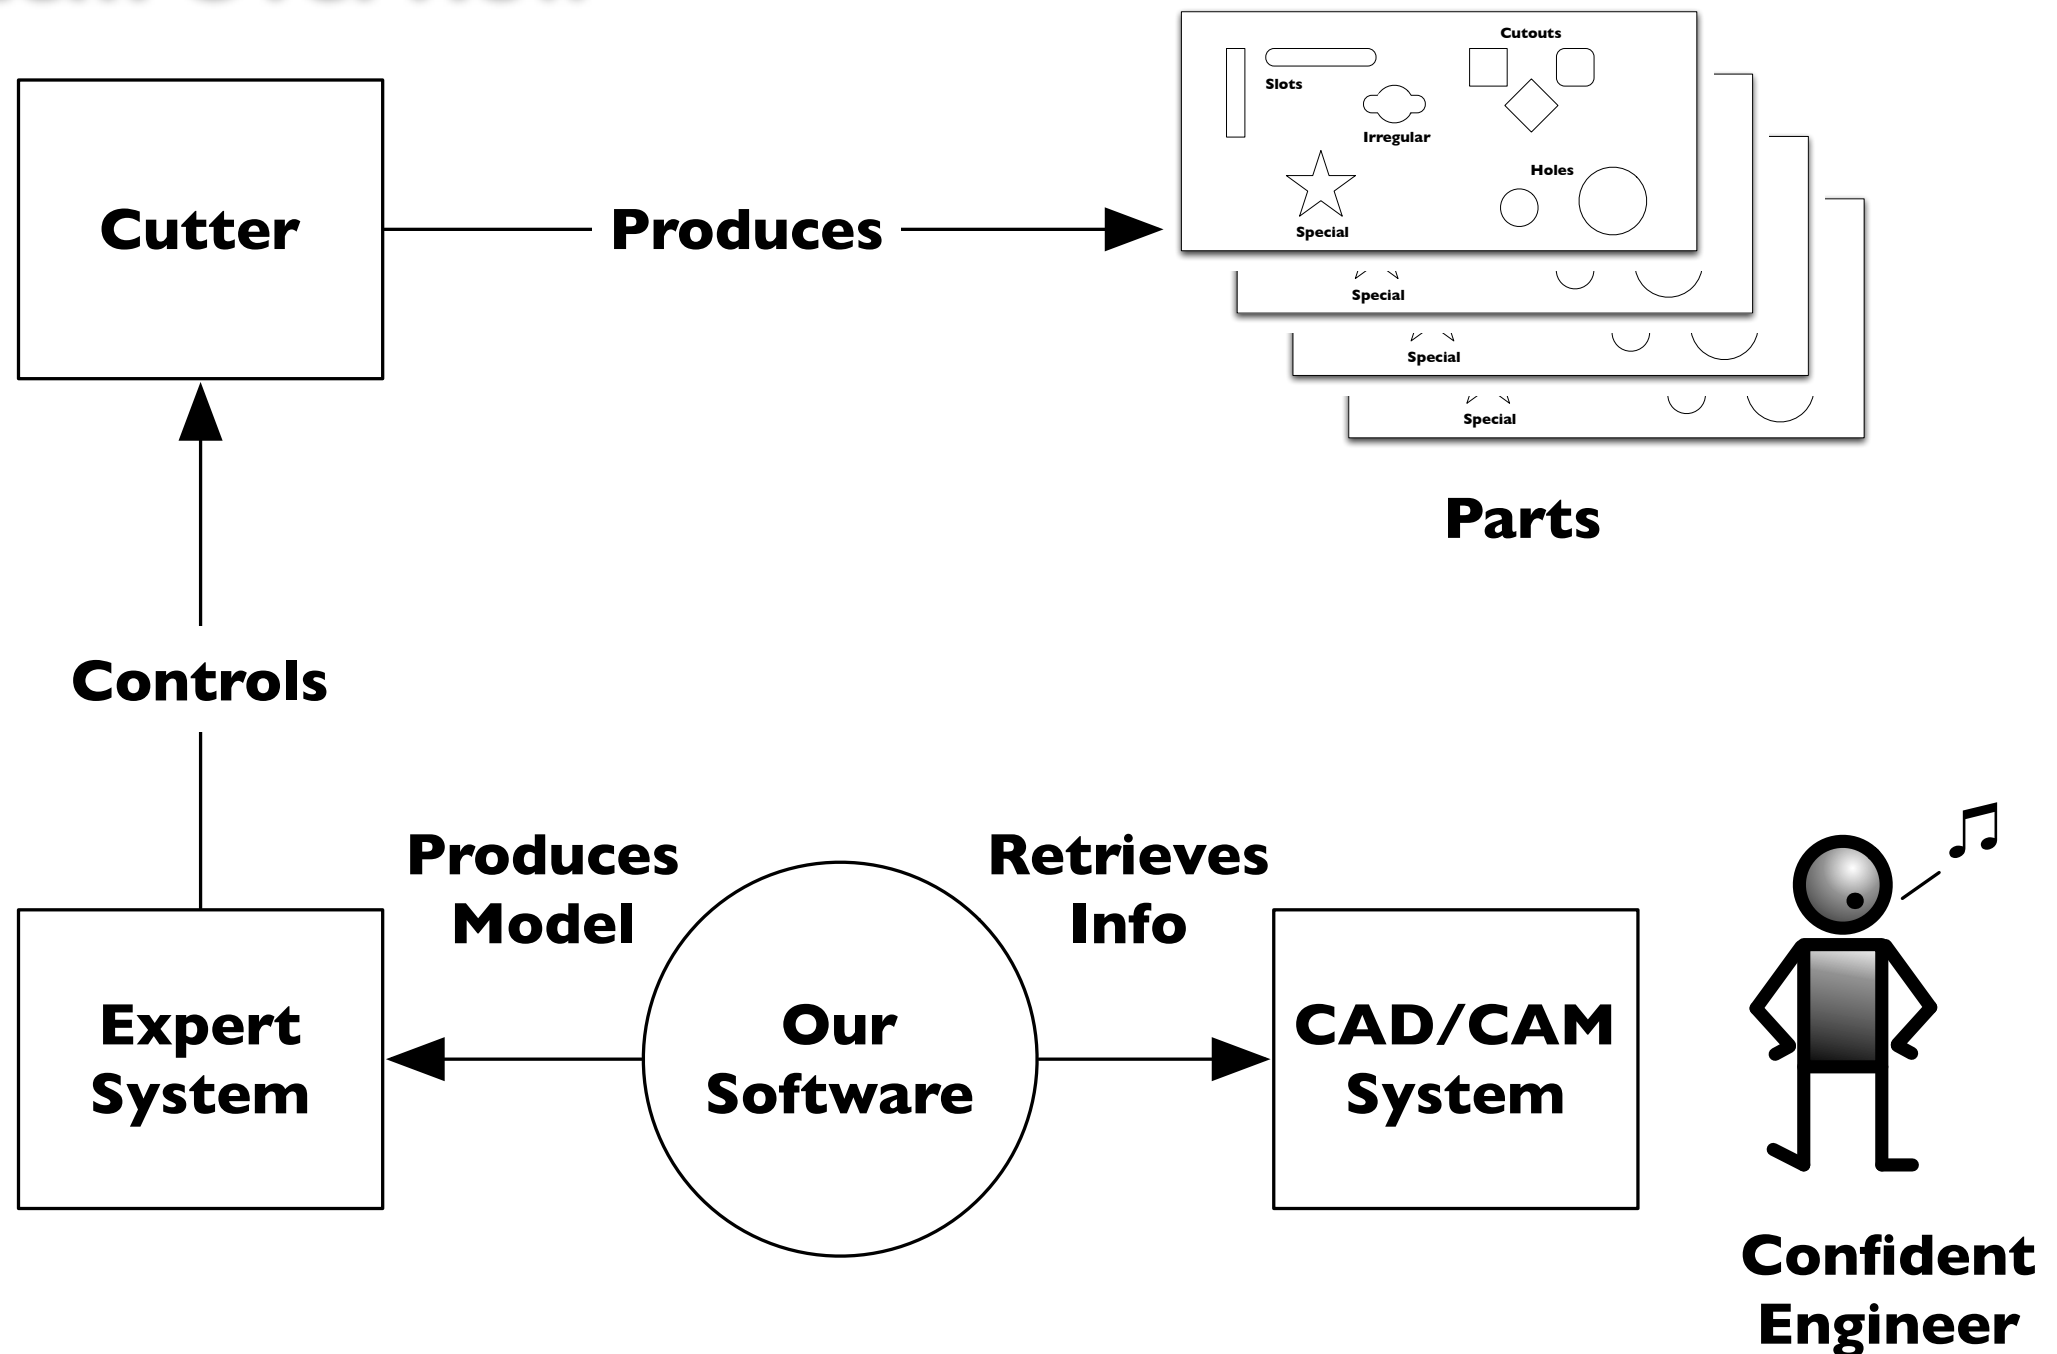 Cutouts
Slots
Irregular
Holes
Special
Cutter
Produces
Special
Special
Special
Parts
Controls
Produces
Model
Retrieves
Info
Expert
System
Our
Software
CAD/CAM
System
Confident
Engineer